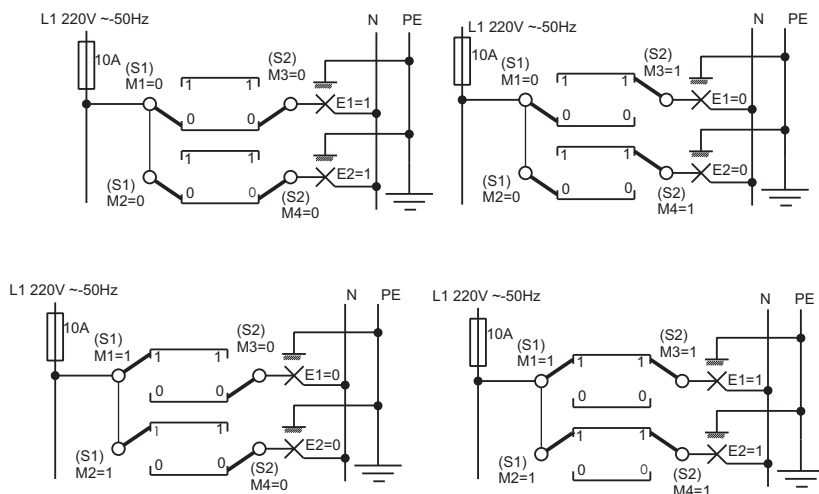 L1 220V ~-50Hz
N PE
10A
(S1)
M1=0
(S2)
M3=0
1 1
E1=1
0 0
1 1
E2=1
(S1)
M2=0
0 0
(S2)
M4=0
L1 220V ~-50Hz
N PE
10A
(S1)
M1=0
(S2)
M3=1
1 1
E1=0
0 0
1 1
E2=0
(S1)
M2=0
0 0
(S2)
M4=1
L1 220V ~-50Hz
N PE
10A
(S1)
M1=1
(S2)
M3=0
1 1
E1=0
0 0
1 1
E2=0
(S1)
M2=1
0 0
(S2)
M4=0
L1 220V ~-50Hz
N PE
10A
(S1)
M1=1
(S2)
M3=1
1 1
E1=1
0 0
1 1
E2=1
(S1)
M2=1
0 0
(S2)
M4=1